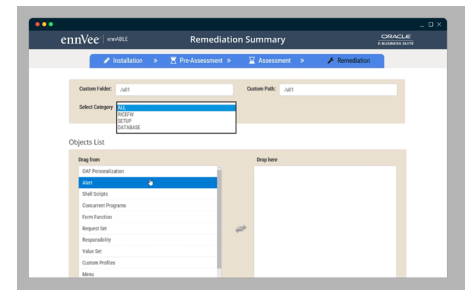 ennVee ennABLE Remediation Summary ORACLE
E-BUSINESS SUITE
Installation » Pre-Assessment » Assessment » Remediation
Custom Folder: /util1 Custom Path: /util1
Select Category ALL
RICEFW
SETUP
DATABASE
Objects List
Drag from Drop here
OAF Personalization
Alert
Shell Scripts
Concurrent Programs
Form Function
Request Set
Responsibility
Value Set
Custom Profiles
Menu